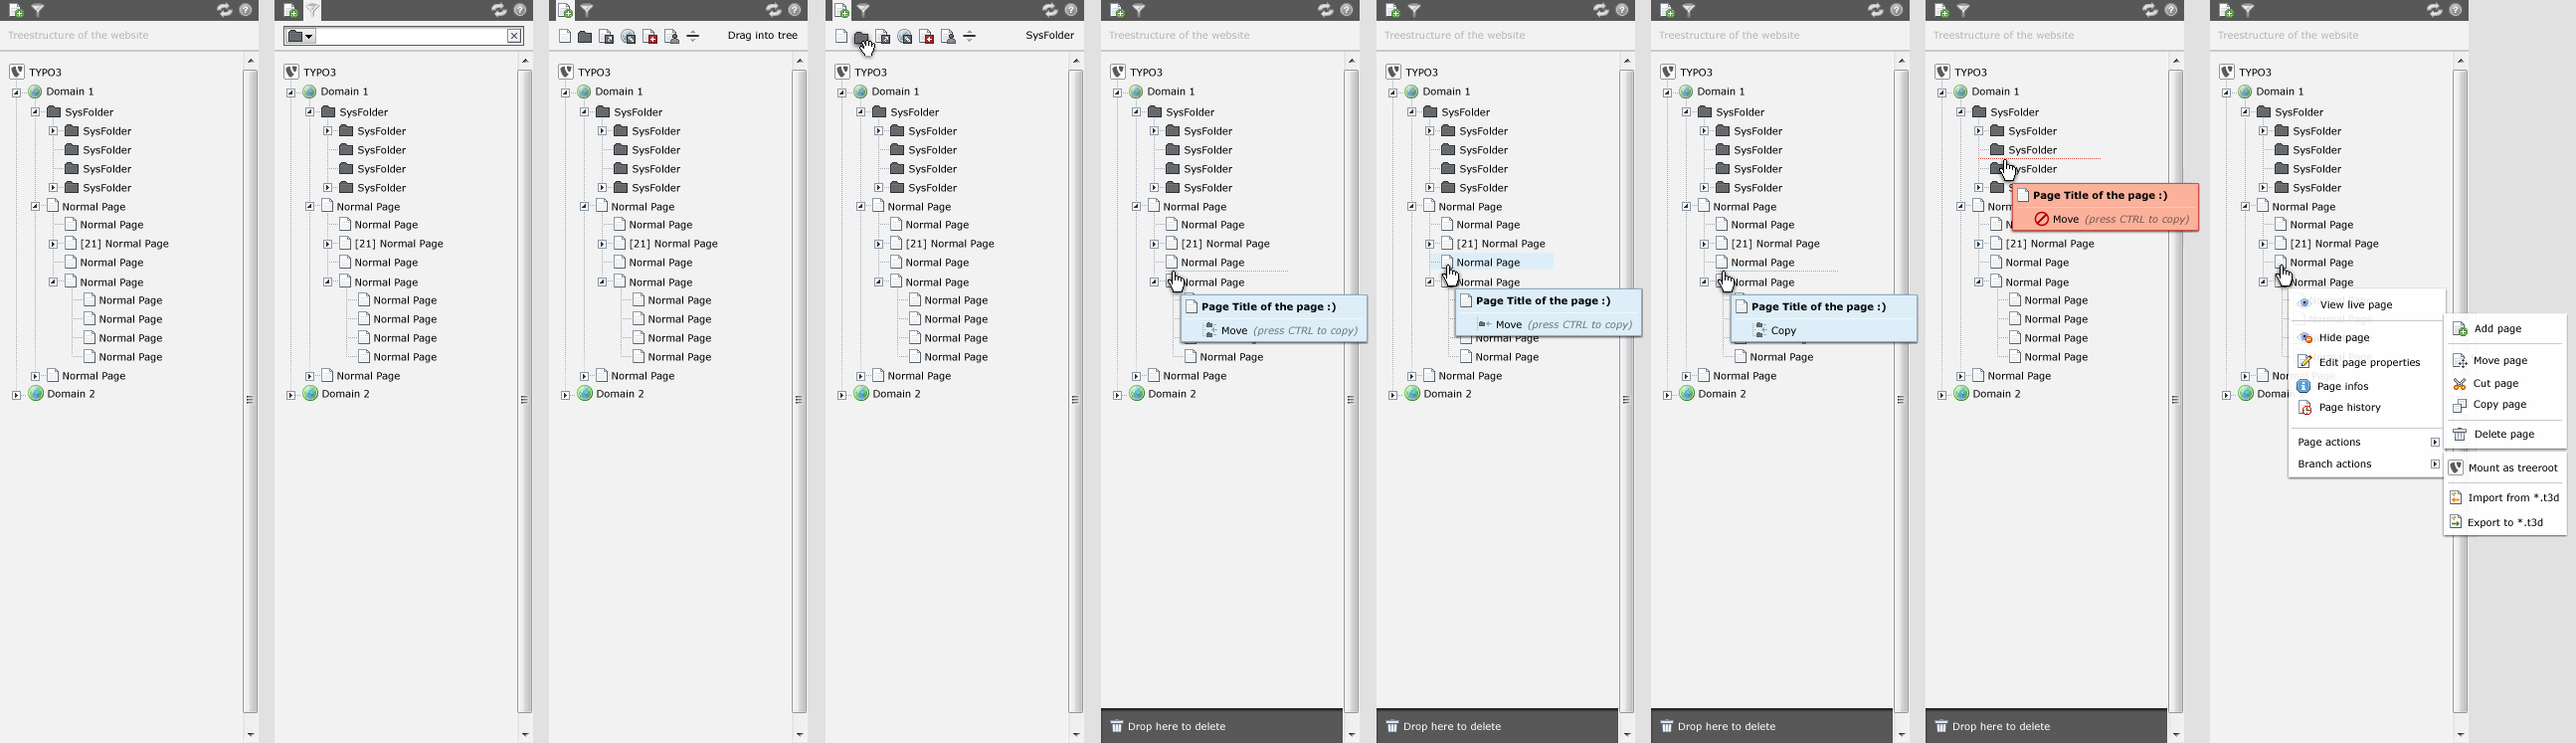 Treestructure of the website
TYPO3
Domain 1
SysFolder
SysFolder
SysFolder
SysFolder
SysFolder
Normal Page
Normal Page
[21] Normal Page
Normal Page
Normal Page
Normal Page
Normal Page
Normal Page
Normal Page
Normal Page
Domain 2
TYPO3
Domain 1
SysFolder
SysFolder
SysFolder
SysFolder
SysFolder
Normal Page
Normal Page
[21] Normal Page
Normal Page
Normal Page
Normal Page
Normal Page
Normal Page
Normal Page
Normal Page
Domain 2
Drag into tree
TYPO3
Domain 1
SysFolder
SysFolder
SysFolder
SysFolder
SysFolder
Normal Page
Normal Page
[21] Normal Page
Normal Page
Normal Page
Normal Page
Normal Page
Normal Page
Normal Page
Normal Page
Domain 2
SysFolder
TYPO3
Domain 1
SysFolder
SysFolder
SysFolder
SysFolder
SysFolder
Normal Page
Normal Page
[21] Normal Page
Normal Page
Normal Page
Normal Page
Normal Page
Normal Page
Normal Page
Normal Page
Domain 2
Treestructure of the website
TYPO3
Domain 1
SysFolder
SysFolder
SysFolder
SysFolder
SysFolder
Normal Page
Normal Page
[21] Normal Page
Normal Page
Normal Page
Page Title of the page :)
Move (press CTRL to copy)
Normal Page
Normal Page
Domain 2
Drop here to delete
Treestructure of the website
TYPO3
Domain 1
SysFolder
SysFolder
SysFolder
SysFolder
SysFolder
Normal Page
Normal Page
[21] Normal Page
Normal Page
Normal Page
Page Title of the page :)
Move (press CTRL to copy)
Normal Page
Normal Page
Normal Page
Domain 2
Drop here to delete
Treestructure of the website
TYPO3
Domain 1
SysFolder
SysFolder
SysFolder
SysFolder
SysFolder
Normal Page
Normal Page
[21] Normal Page
Normal Page
Normal Page
Page Title of the page :)
Copy
Normal Page
Normal Page
Domain 2
Drop here to delete
Treestructure of the website
TYPO3
Domain 1
SysFolder
SysFolder
SysFolder
ysFolder
Page Title of the page :)
Move (press CTRL to copy)
[21] Normal Page
Normal Page
Normal Page
Normal Page
Normal Page
Normal Page
Normal Page
Normal Page
Domain 2
Drop here to delete
Treestructure of the website
TYPO3
Domain 1
SysFolder
SysFolder
SysFolder
SysFolder
SysFolder
Normal Page
Normal Page
[21] Normal Page
Normal Page
Normal Page
View live page
Hide page
Edit page properties
Page infos
Page history
Page actions
Branch actions
Add page
Move page
Cut page
Copy page
Delete page
Mount as treeroot
Import from *.t3d
Export to *.t3d